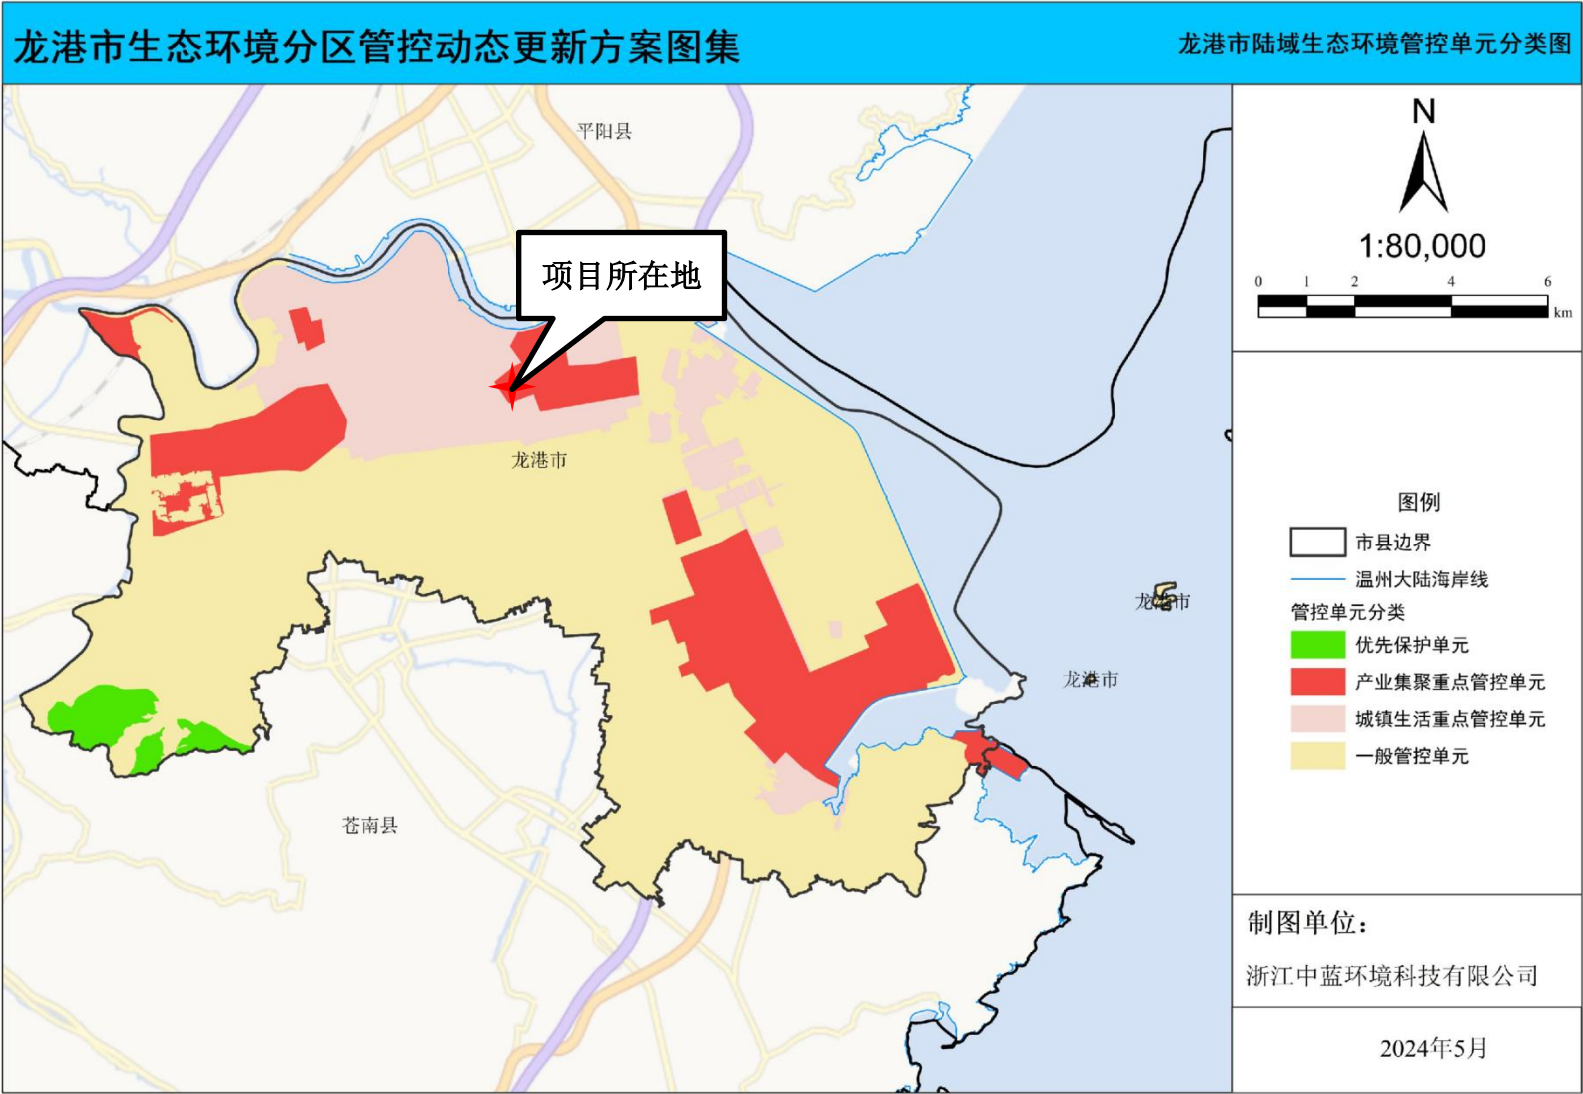 龙港市生态环境分区管控动态更新方案图集
龙港市陆域生态环境管控单元分类图
平阳县
项目所在地
龙港市
龙港市
龙港市
苍南县
N
1:80,000
0 1 2 4 6
km
图例
市县边界
温州大陆海岸线
管控单元分类
优先保护单元
产业集聚重点管控单元
城镇生活重点管控单元
一般管控单元
制图单位：
浙江中蓝环境科技有限公司
2024年5月